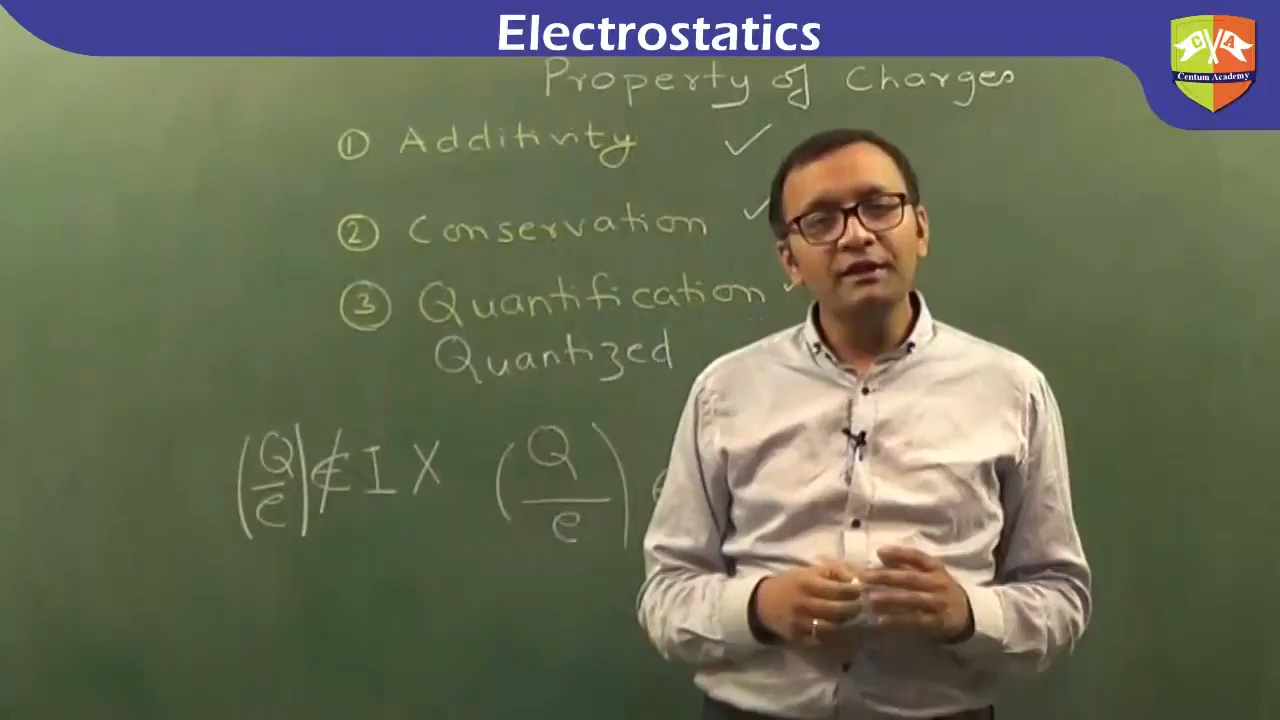 Electrostatics
C A
Centum Academy
Property of Charges
① Additivity ✓
② Conservation ✓
③ Quantification ✓
Quantized
(Q/e) ∉ I X (Q/e) ∈